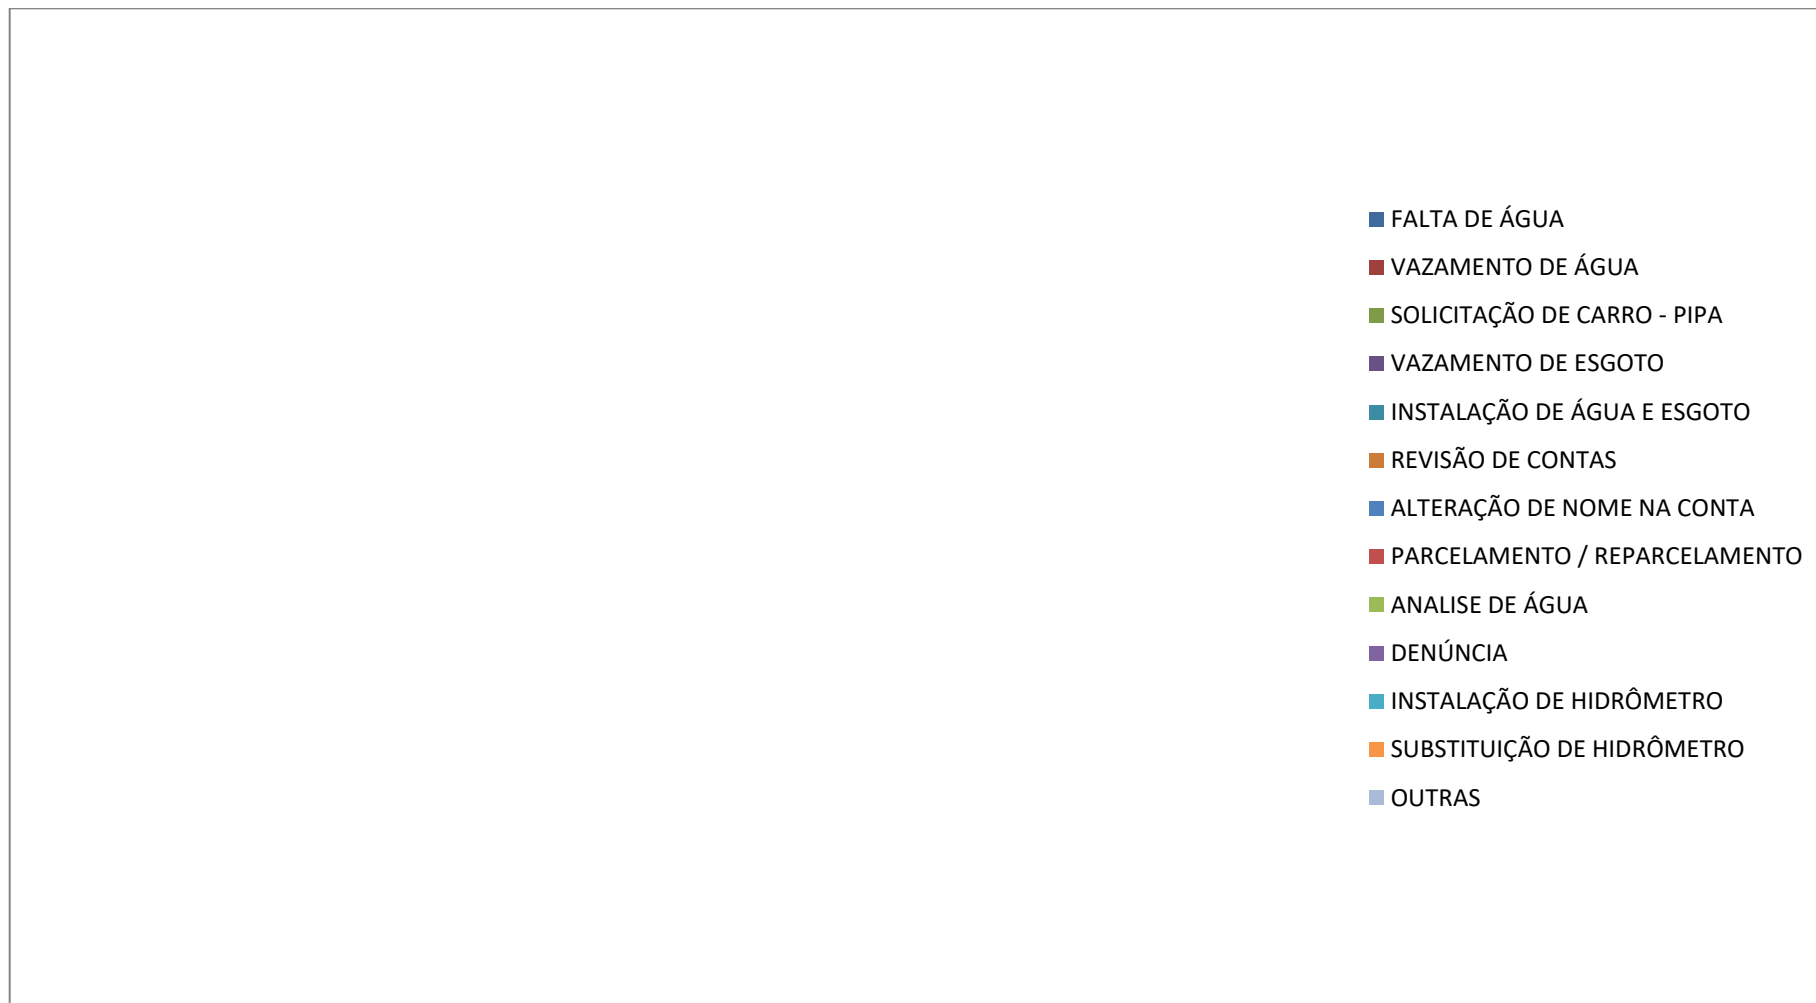 FALTA DE ÁGUA
VAZAMENTO DE ÁGUA
SOLICITAÇÃO DE CARRO - PIPA
VAZAMENTO DE ESGOTO
INSTALAÇÃO DE ÁGUA E ESGOTO
REVISÃO DE CONTAS
ALTERAÇÃO DE NOME NA CONTA
PARCELAMENTO / REPARCELAMENTO
ANALISE DE ÁGUA
DENÚNCIA
INSTALAÇÃO DE HIDRÔMETRO
SUBSTITUIÇÃO DE HIDRÔMETRO
OUTRAS